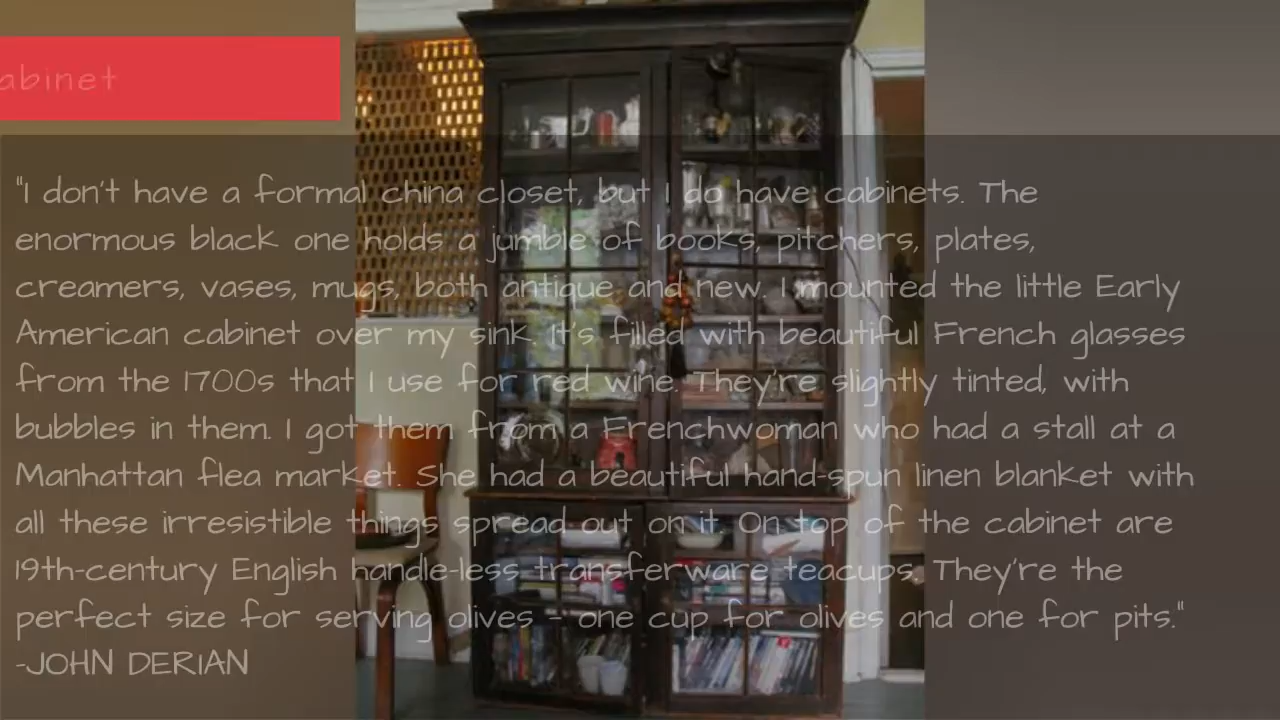 abinet
"I don't have a formal china closet, but I do have cabinets. The
enormous black one holds a jumble of books, pitchers, plates,
creamers, vases, mugs, both antique and new. I mounted the little Early
American cabinet over my sink. It's filled with beautiful French glasses
from the 1700s that I use for red wine. They're slightly tinted, with
bubbles in them. I got them from a Frenchwoman who had a stall at a
Manhattan flea market. She had a beautiful hand-spun linen blanket with
all these irresistible things spread out on it. On top of the cabinet are
19th-century English handle-less transferware teacups. They're the
perfect size for serving olives - one cup for olives and one for pits."
-JOHN DERIAN